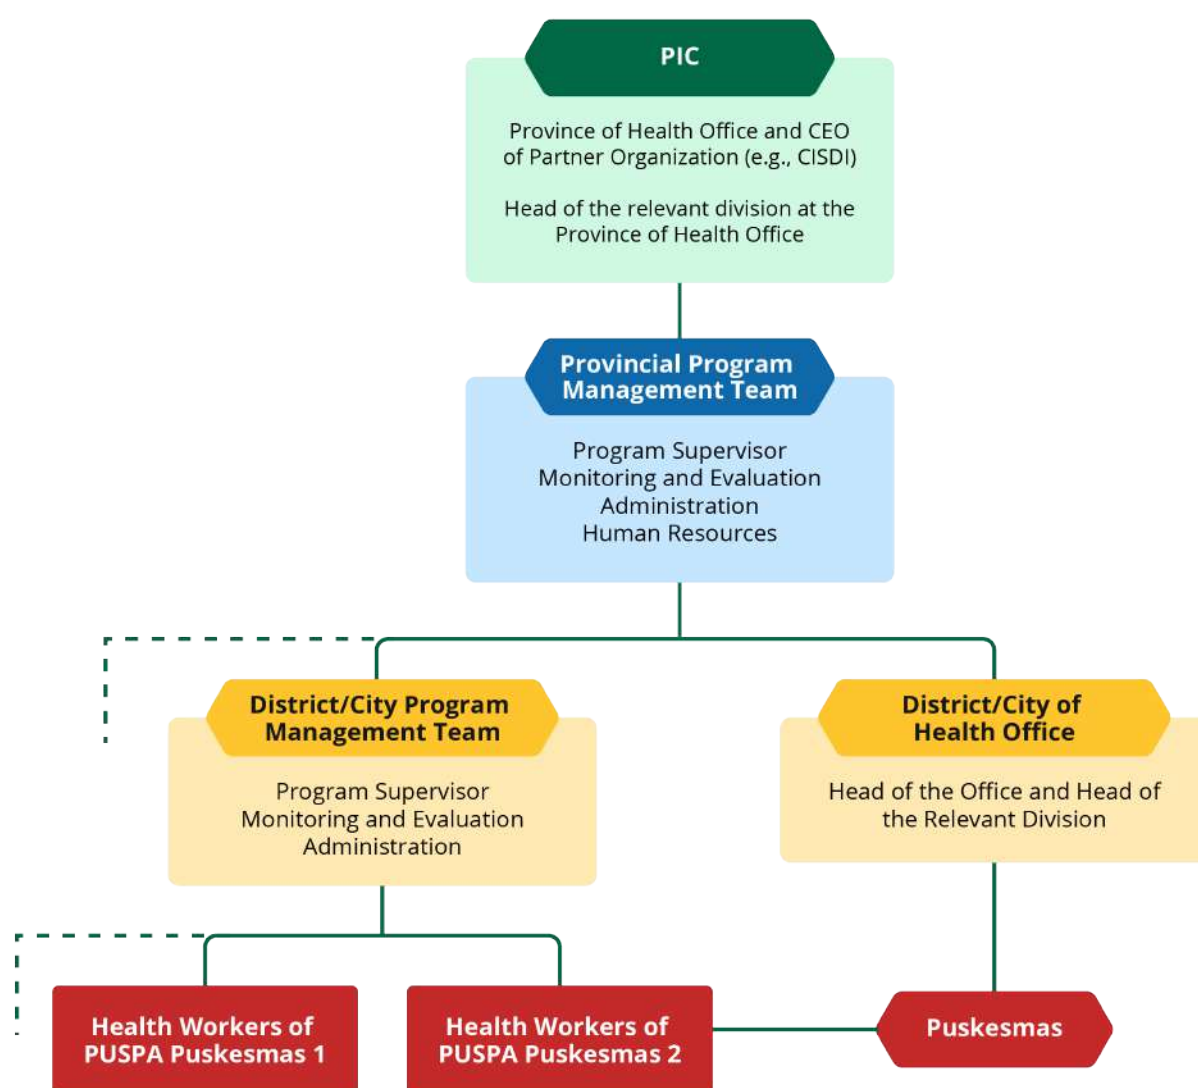 PIC
Province of Health Office and CEO
of Partner Organization (e.g., CISDI)
Head of the relevant division at the
Province of Health Office
Provincial Program
Management Team
Program Supervisor
Monitoring and Evaluation
Administration
Human Resources
District/City Program
Management Team
Program Supervisor
Monitoring and Evaluation
Administration
District/City of
Health Office
Head of the Office and Head of
the Relevant Division
Health Workers of
PUSPA Puskesmas 1
Health Workers of
PUSPA Puskesmas 2
Puskesmas